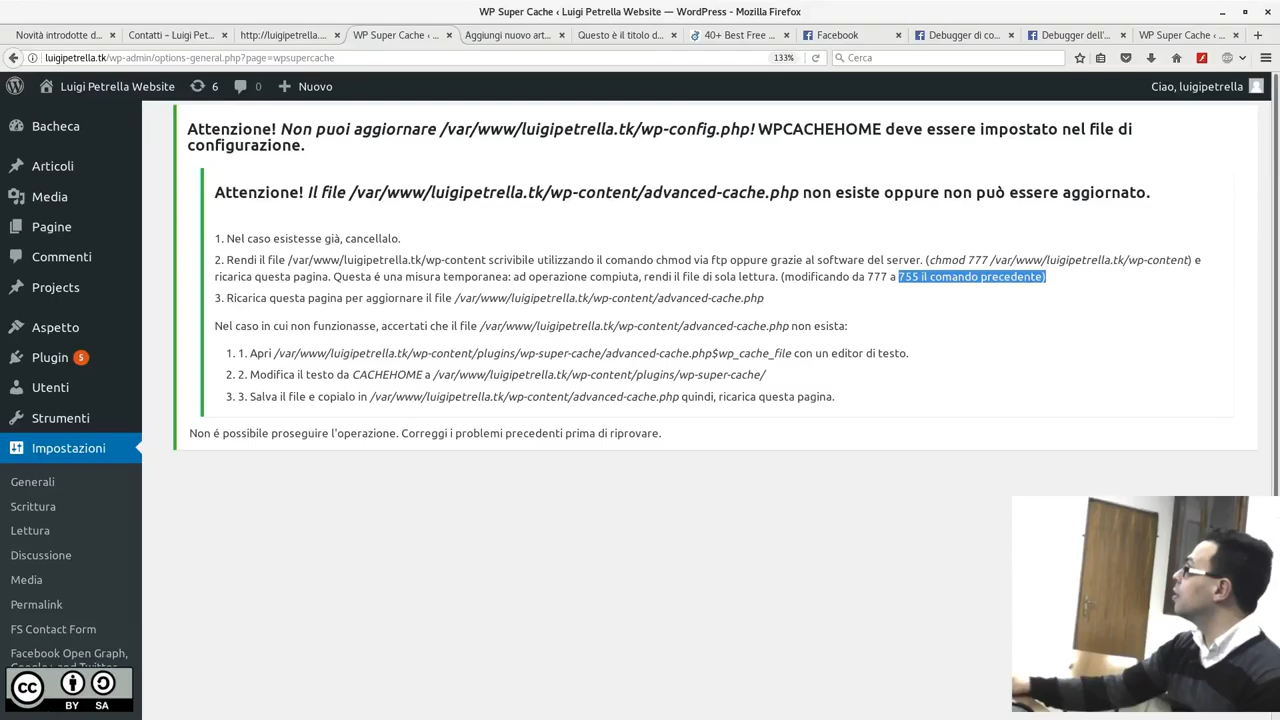 WP Super Cache ‹ Luigi Petrella Website — WordPress - Mozilla Firefox
Novità introdotte d...
Contatti – Luigi Pet...
http://luigipetrella....
WP Super Cache ‹ ...
Aggiungi nuovo art...
Questo è il titolo d...
40+ Best Free ...
Facebook
Debugger di co...
Debugger dell'...
WP Super Cache ‹ ...
luigipetrella.tk/wp-admin/options-general.php?page=wpsupercache
133%
Cerca
Luigi Petrella Website
6
0
Nuovo
Ciao, luigipetrella
Bacheca
Articoli
Media
Pagine
Commenti
Projects
Aspetto
Plugin 5
Utenti
Strumenti
Impostazioni
Generali
Scrittura
Lettura
Discussione
Media
Permalink
FS Contact Form
Facebook Open Graph,
Attenzione! Non puoi aggiornare /var/www/luigipetrella.tk/wp-config.php! WPCACHEHOME deve essere impostato nel file di
configurazione.
Attenzione! Il file /var/www/luigipetrella.tk/wp-content/advanced-cache.php non esiste oppure non può essere aggiornato.
1. Nel caso esistesse già, cancellalo.
2. Rendi il file /var/www/luigipetrella.tk/wp-content scrivibile utilizzando il comando chmod via ftp oppure grazie al software del server. (chmod 777 /var/www/luigipetrella.tk/wp-content) e
ricarica questa pagina. Questa é una misura temporanea: ad operazione compiuta, rendi il file di sola lettura. (modificando da 777 a 755 il comando precedente)
3. Ricarica questa pagina per aggiornare il file /var/www/luigipetrella.tk/wp-content/advanced-cache.php
Nel caso in cui non funzionasse, accertati che il file /var/www/luigipetrella.tk/wp-content/advanced-cache.php non esista:
1. 1. Apri /var/www/luigipetrella.tk/wp-content/plugins/wp-super-cache/advanced-cache.php$wp_cache_file con un editor di testo.
2. 2. Modifica il testo da CACHEHOME a /var/www/luigipetrella.tk/wp-content/plugins/wp-super-cache/
3. 3. Salva il file e copialo in /var/www/luigipetrella.tk/wp-content/advanced-cache.php quindi, ricarica questa pagina.
Non é possibile proseguire l'operazione. Correggi i problemi precedenti prima di riprovare.
cc
BY SA